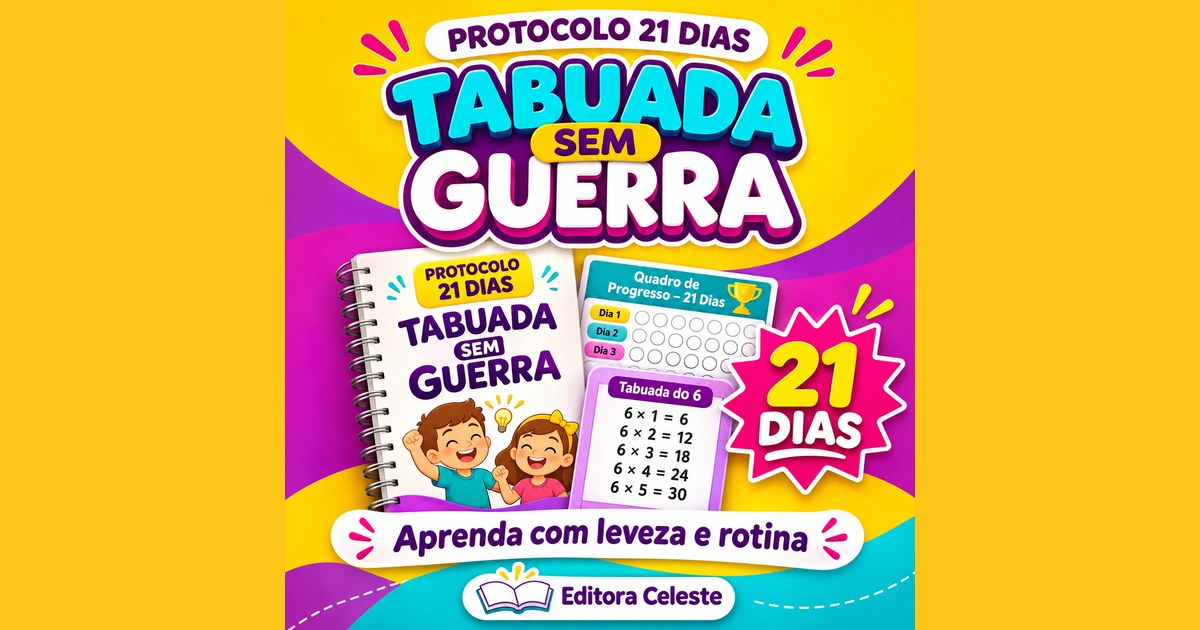 PROTOCOLO 21 DIAS
TABUADA
SEM
GUERRA
PROTOCOLO
21 DIAS
TABUADA
SEM
GUERRA
Quadro de
Progresso – 21 Dias
Dia 1
Dia 2
Dia 3
Tabuada do 6
6 × 1 = 6
6 × 2 = 12
6 × 3 = 18
6 × 4 = 24
6 × 5 = 30
21
DIAS
Aprenda com leveza e rotina
Editora Celeste